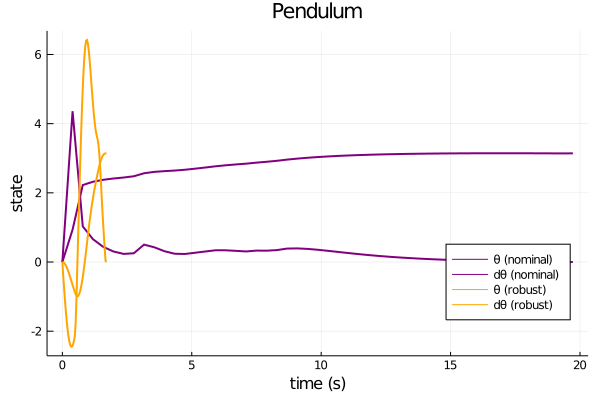 Pendulum
6
4
2
0
-2
state
0
5
10
15
20
time (s)
θ (nominal)
dθ (nominal)
θ (robust)
dθ (robust)